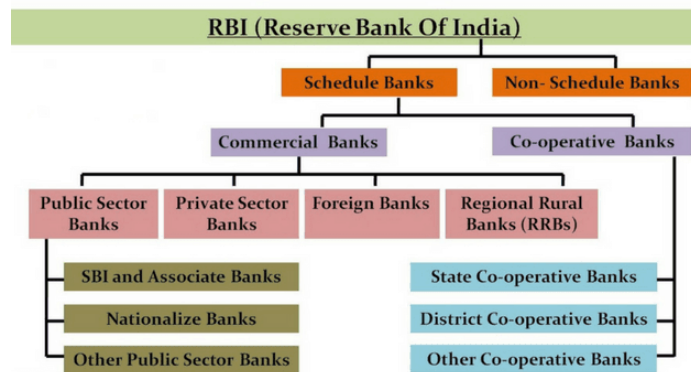 RBI (Reserve Bank Of India)
Schedule Banks
Non- Schedule Banks
Commercial Banks
Co-operative Banks
Public Sector
Banks
Private Sector
Banks
Foreign Banks
Regional Rural
Banks (RRBs)
SBI and Associate Banks
State Co-operative Banks
Nationalize Banks
District Co-operative Banks
Other Public Sector Banks
Other Co-operative Banks